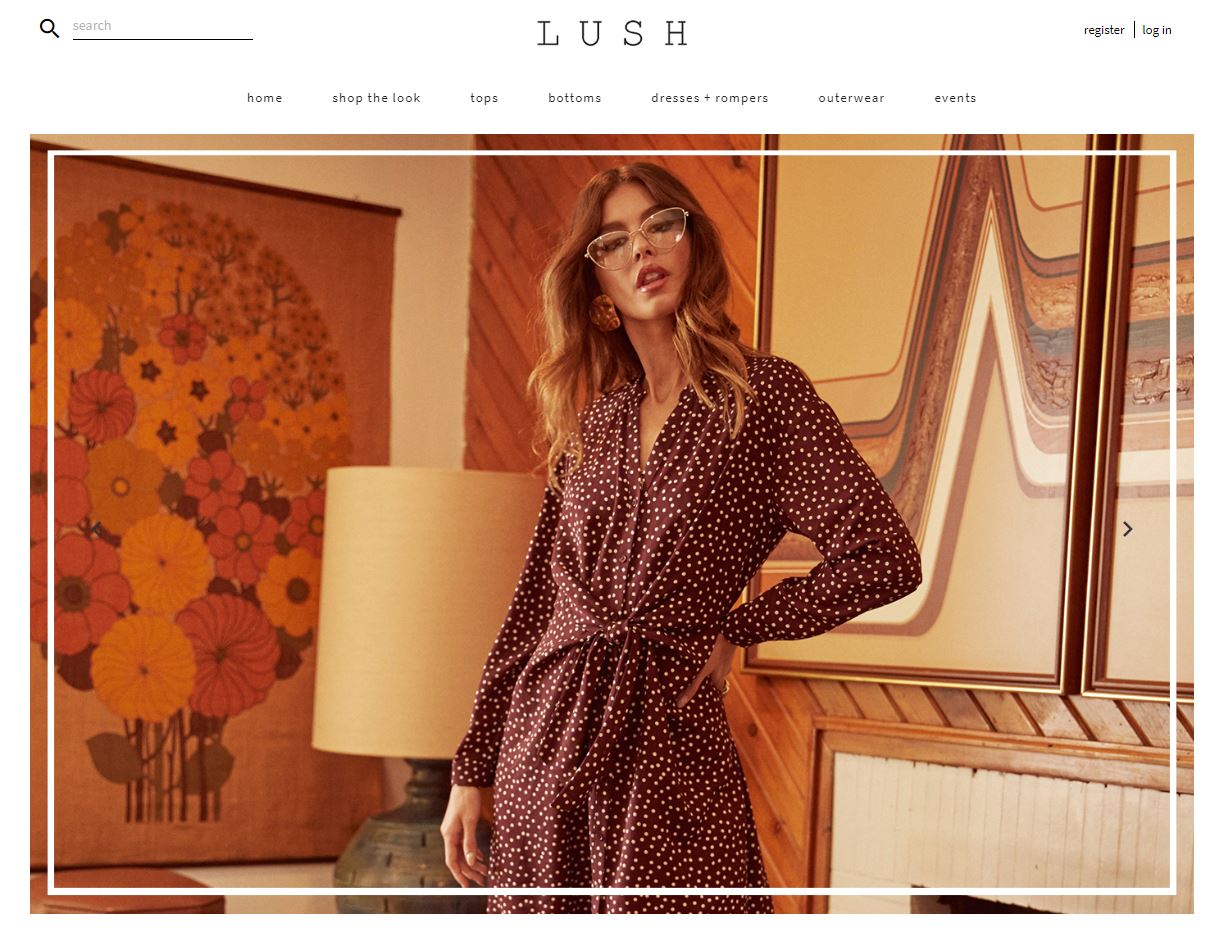 search
LUSH
register
log in
home
shop the look
tops
bottoms
dresses + rompers
outerwear
events